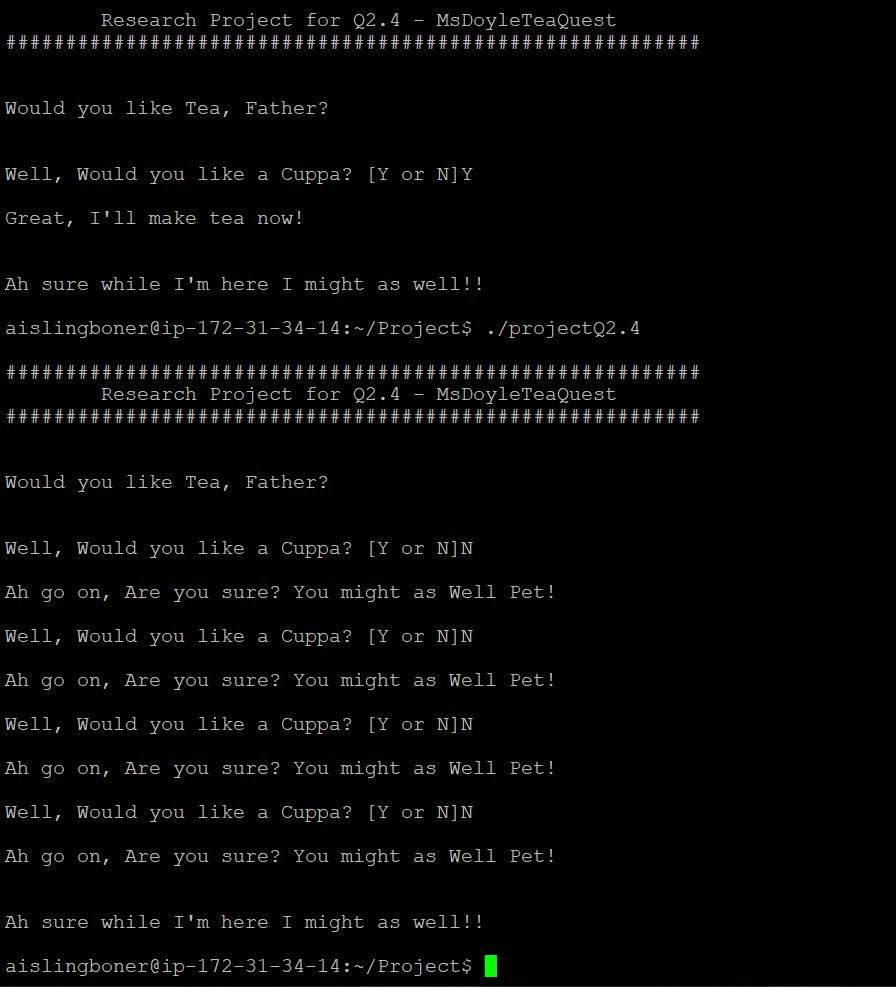 Research Project for Q2.4 - MsDoyleTeaQuest
##########################################################
Would you like Tea, Father?
Well, Would you like a Cuppa? [Y or N]Y
Great, I'll make tea now!
Ah sure while I'm here I might as well!!
aislingboner@ip-172-31-34-14:~/Project$ ./projectQ2.4
##########################################################
Research Project for Q2.4 - MsDoyleTeaQuest
##########################################################
Would you like Tea, Father?
Well, Would you like a Cuppa? [Y or N]N
Ah go on, Are you sure? You might as Well Pet!
Well, Would you like a Cuppa? [Y or N]N
Ah go on, Are you sure? You might as Well Pet!
Well, Would you like a Cuppa? [Y or N]N
Ah go on, Are you sure? You might as Well Pet!
Well, Would you like a Cuppa? [Y or N]N
Ah go on, Are you sure? You might as Well Pet!
Ah sure while I'm here I might as well!!
aislingboner@ip-172-31-34-14:~/Project$